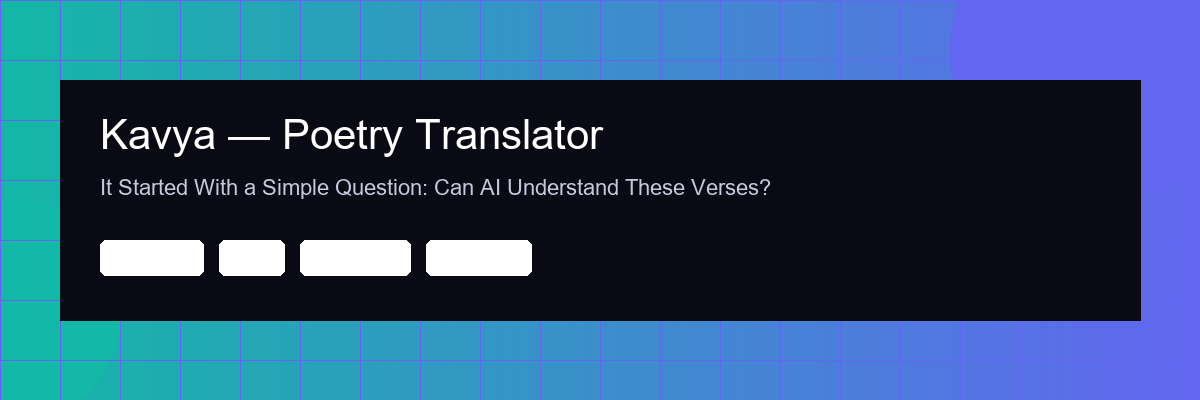 Kavya — Poetry Translator
It Started With a Simple Question: Can AI Understand These Verses?